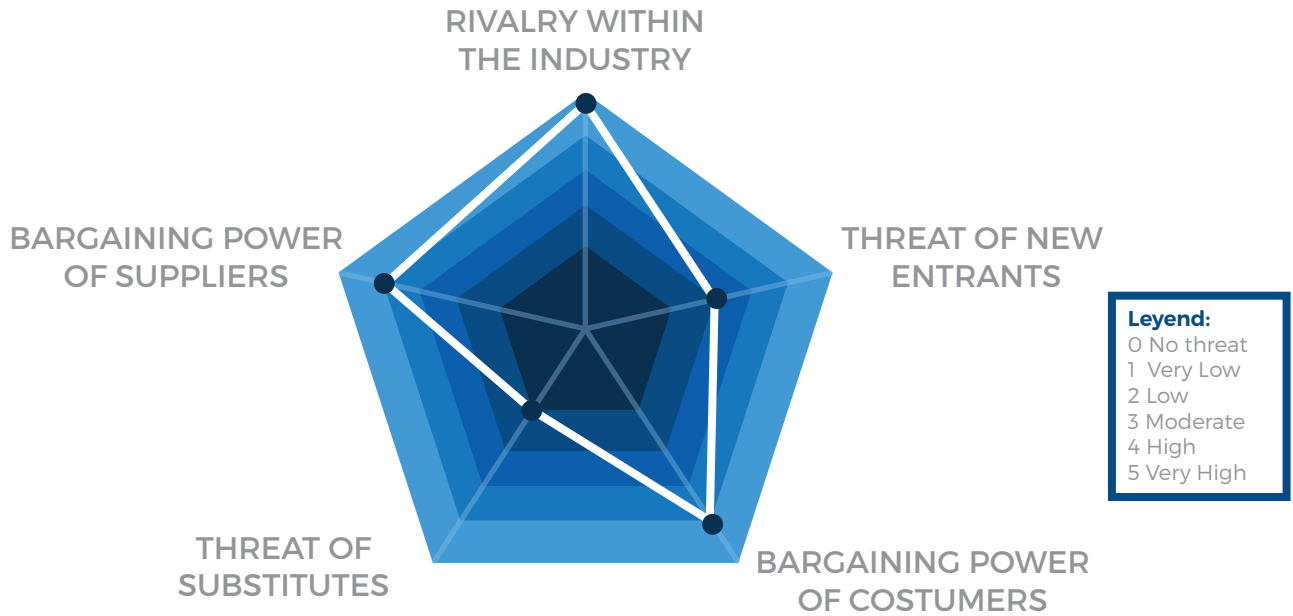 RIVALRY WITHIN
THE INDUSTRY
BARGAINING POWER
OF SUPPLIERS
THREAT OF NEW
ENTRANTS
Leyend:
0 No threat
1 Very Low
2 Low
3 Moderate
4 High
5 Very High
THREAT OF
SUBSTITUTES
BARGAINING POWER
OF COSTUMERS